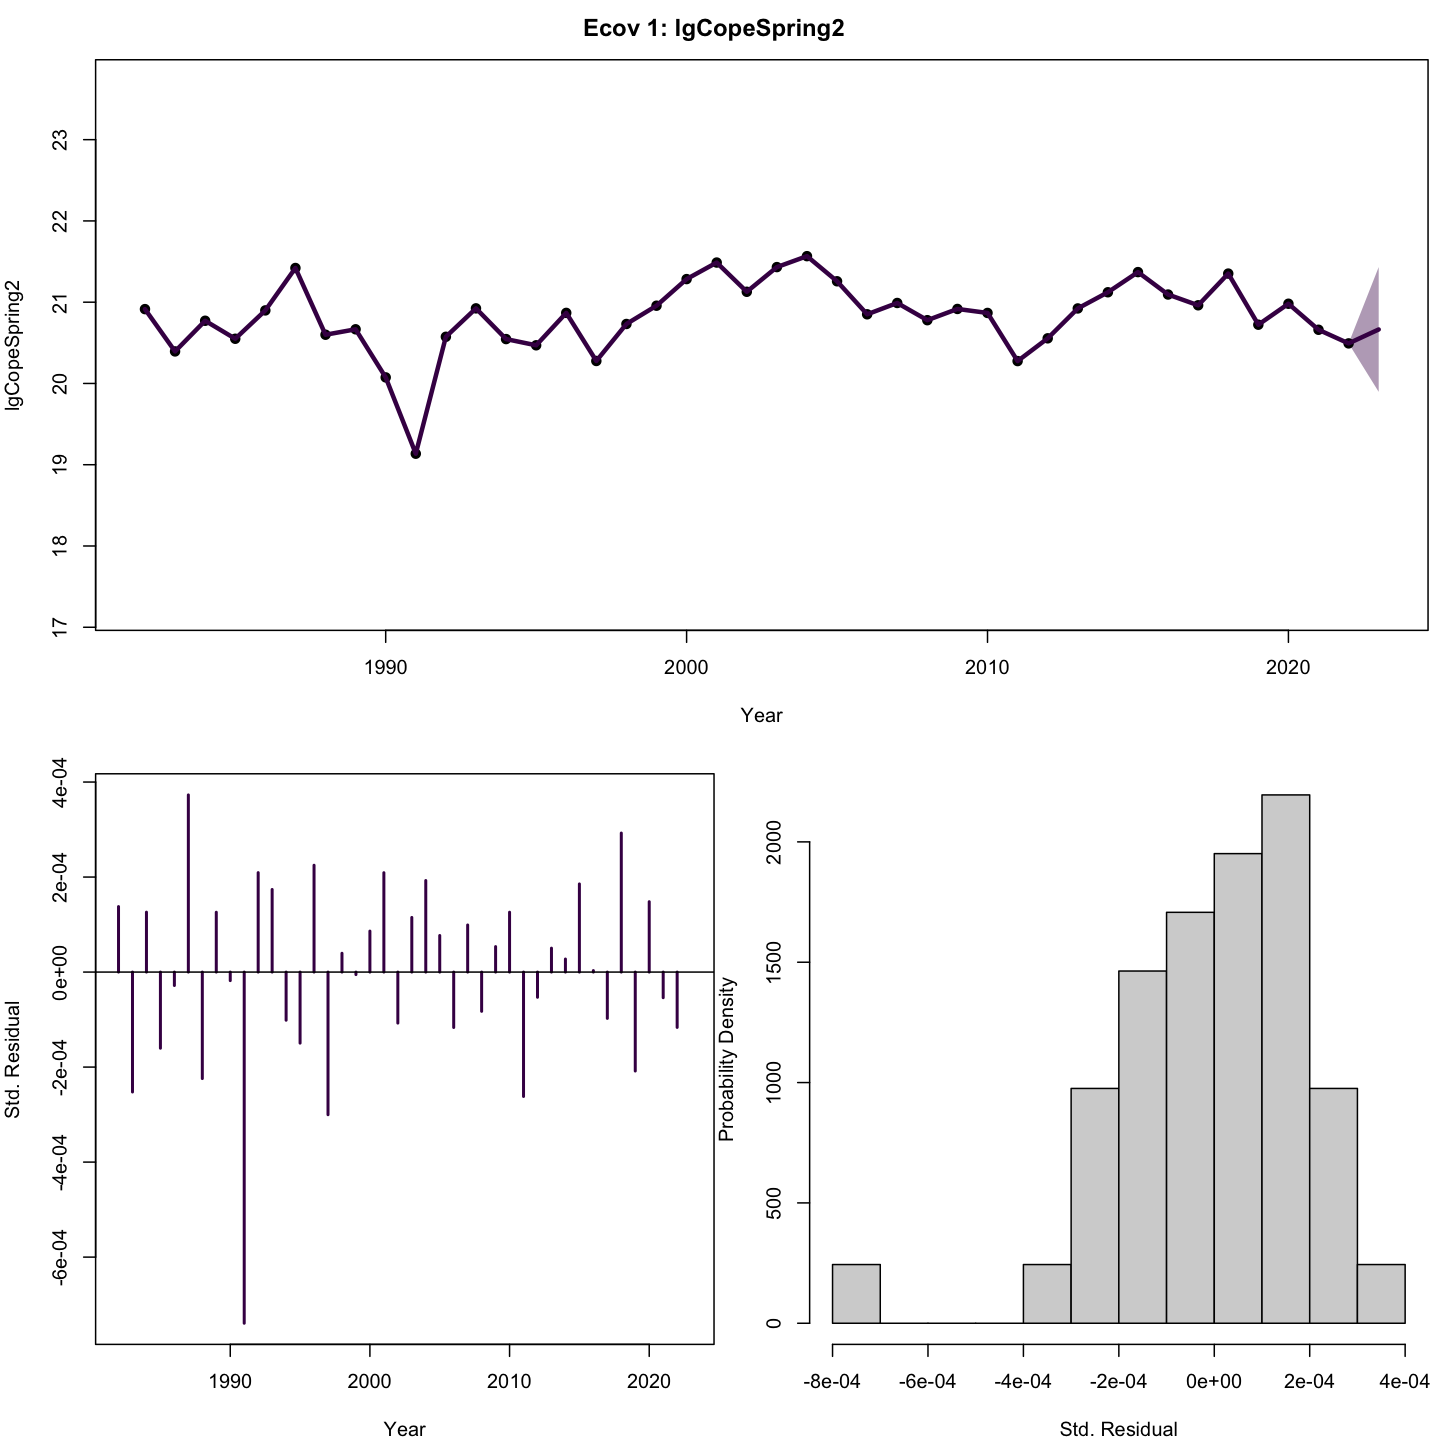 Ecov 1: lgCopeSpring2
lgCopeSpring2
23
22
21
20
19
18
17
1990 2000 2010 2020
Year
Std. Residual
4e-04
2e-04
0e+00
-2e-04
-4e-04
-6e-04
1990 2000 2010 2020
Year
Probability Density
2000
1500
1000
500
0
-8e-04 -6e-04 -4e-04 -2e-04 0e+00 2e-04 4e-04
Std. Residual